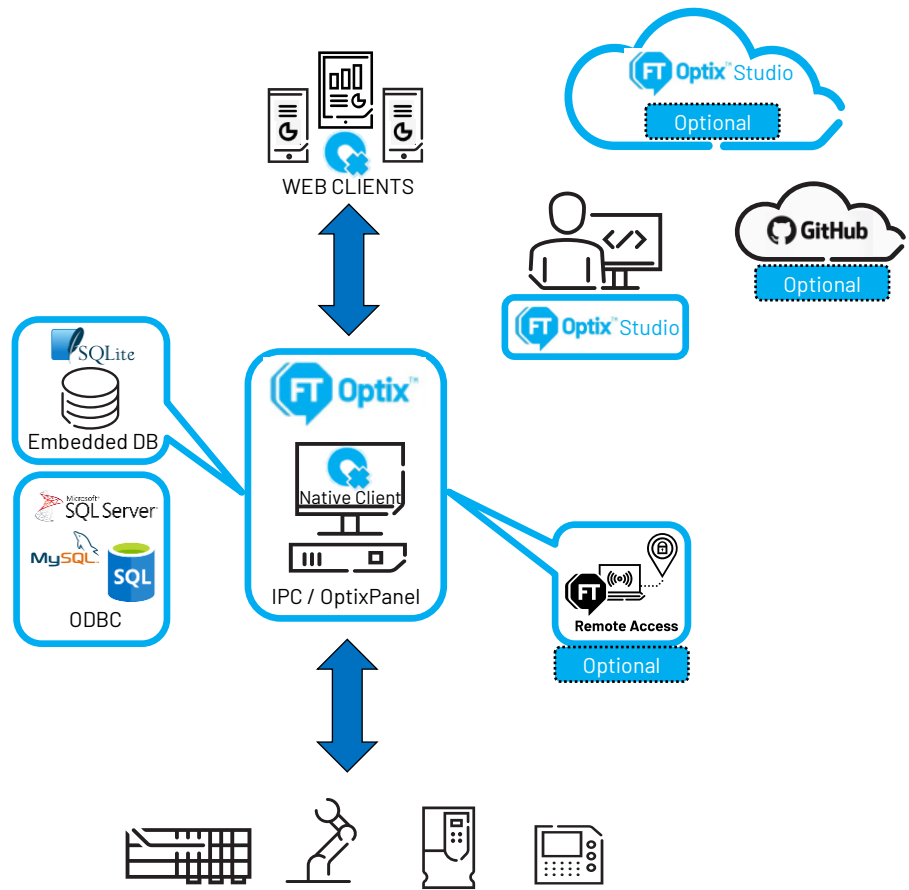 FT Optix™ Studio
Optional
WEB CLIENTS
GitHub
Optional
FT Optix™ Studio
SQLite
Embedded DB
FT Optix™
Native Client
IPC / OptixPanel
Microsoft®
SQL Server®
MySQL
SQL
ODBC
FT
Remote Access
Optional